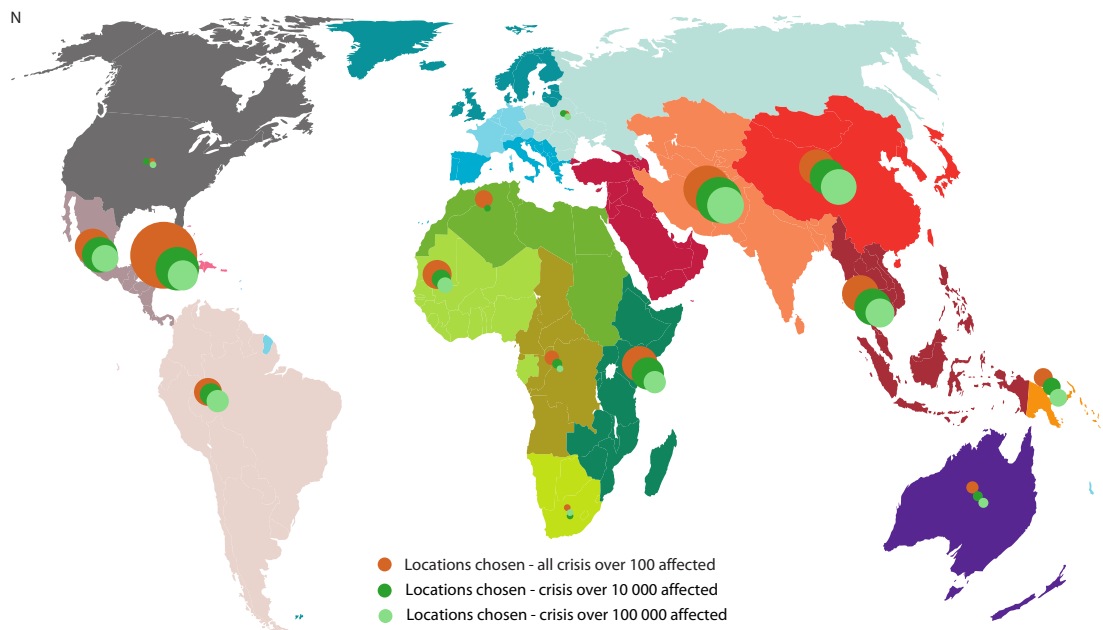 N
Locations chosen - all crisis over 100 affected
Locations chosen - crisis over 10 000 affected
Locations chosen - crisis over 100 000 affected